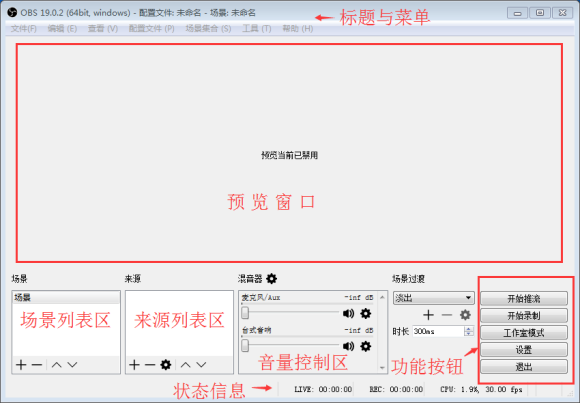 OBS 19.0.2 (64bit, windows) - 配置文件: 未命名 - 场景: 未命名
标题与菜单
文件(F) 编辑 (E) 查看 (V) 配置文件 (P) 场景集合 (S) 工具 (T) 帮助 (H)
预览当前已禁用
预 览 窗 口
场景 来源 混音器 场景过渡
场景
场景列表区
来源列表区
麦克风/Aux -inf dB
台式音响 -inf dB
音量控制区
淡出
时长 300ms
功能按钮
开始推流
开始录制
工作室模式
设置
退出
状态信息
LIVE: 00:00:00 REC: 00:00:00 CPU: 1.9%, 30.00 fps